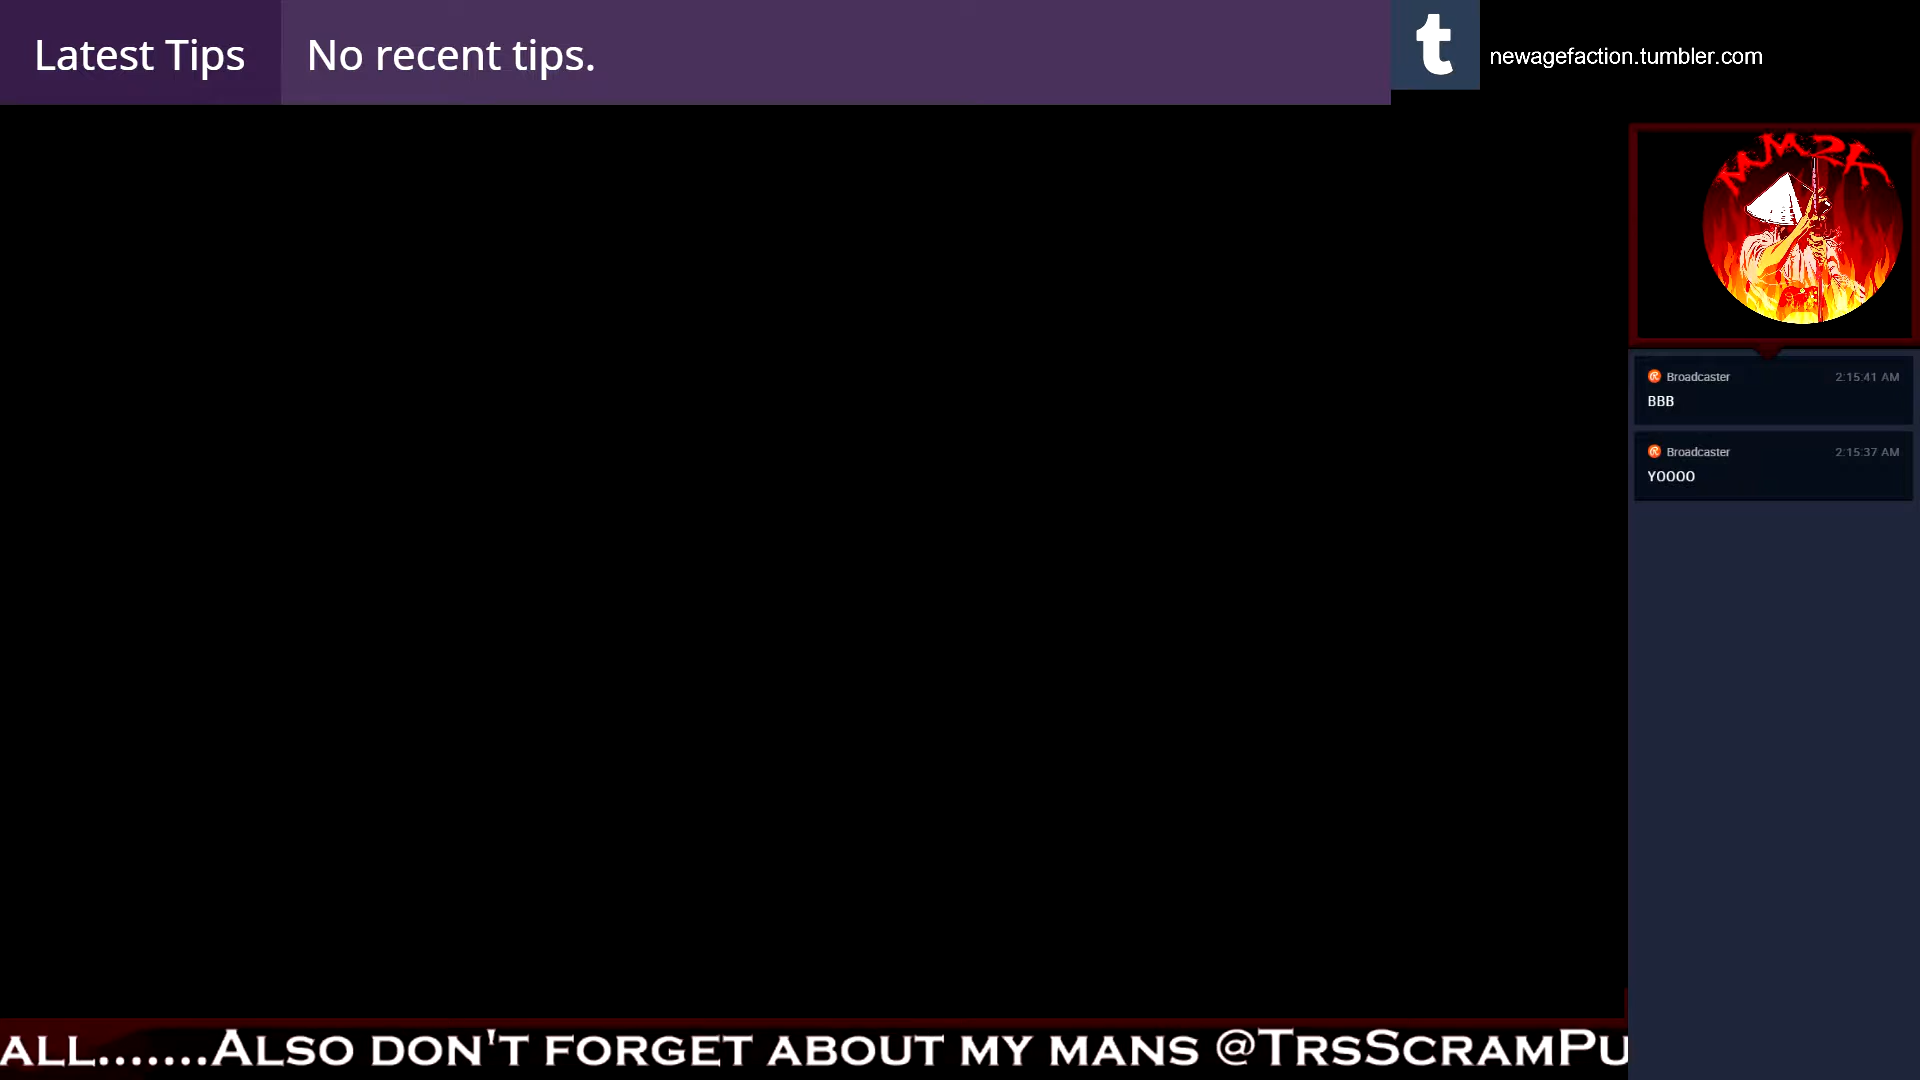 Latest Tips
No recent tips.
t
newagefaction.tumbler.com
MJM2K
Broadcaster
2:15:41 AM
BBB
Broadcaster
2:15:37 AM
YOOOO
ALL.......ALSO DON'T FORGET ABOUT MY MANS @TRSSCRAMPU